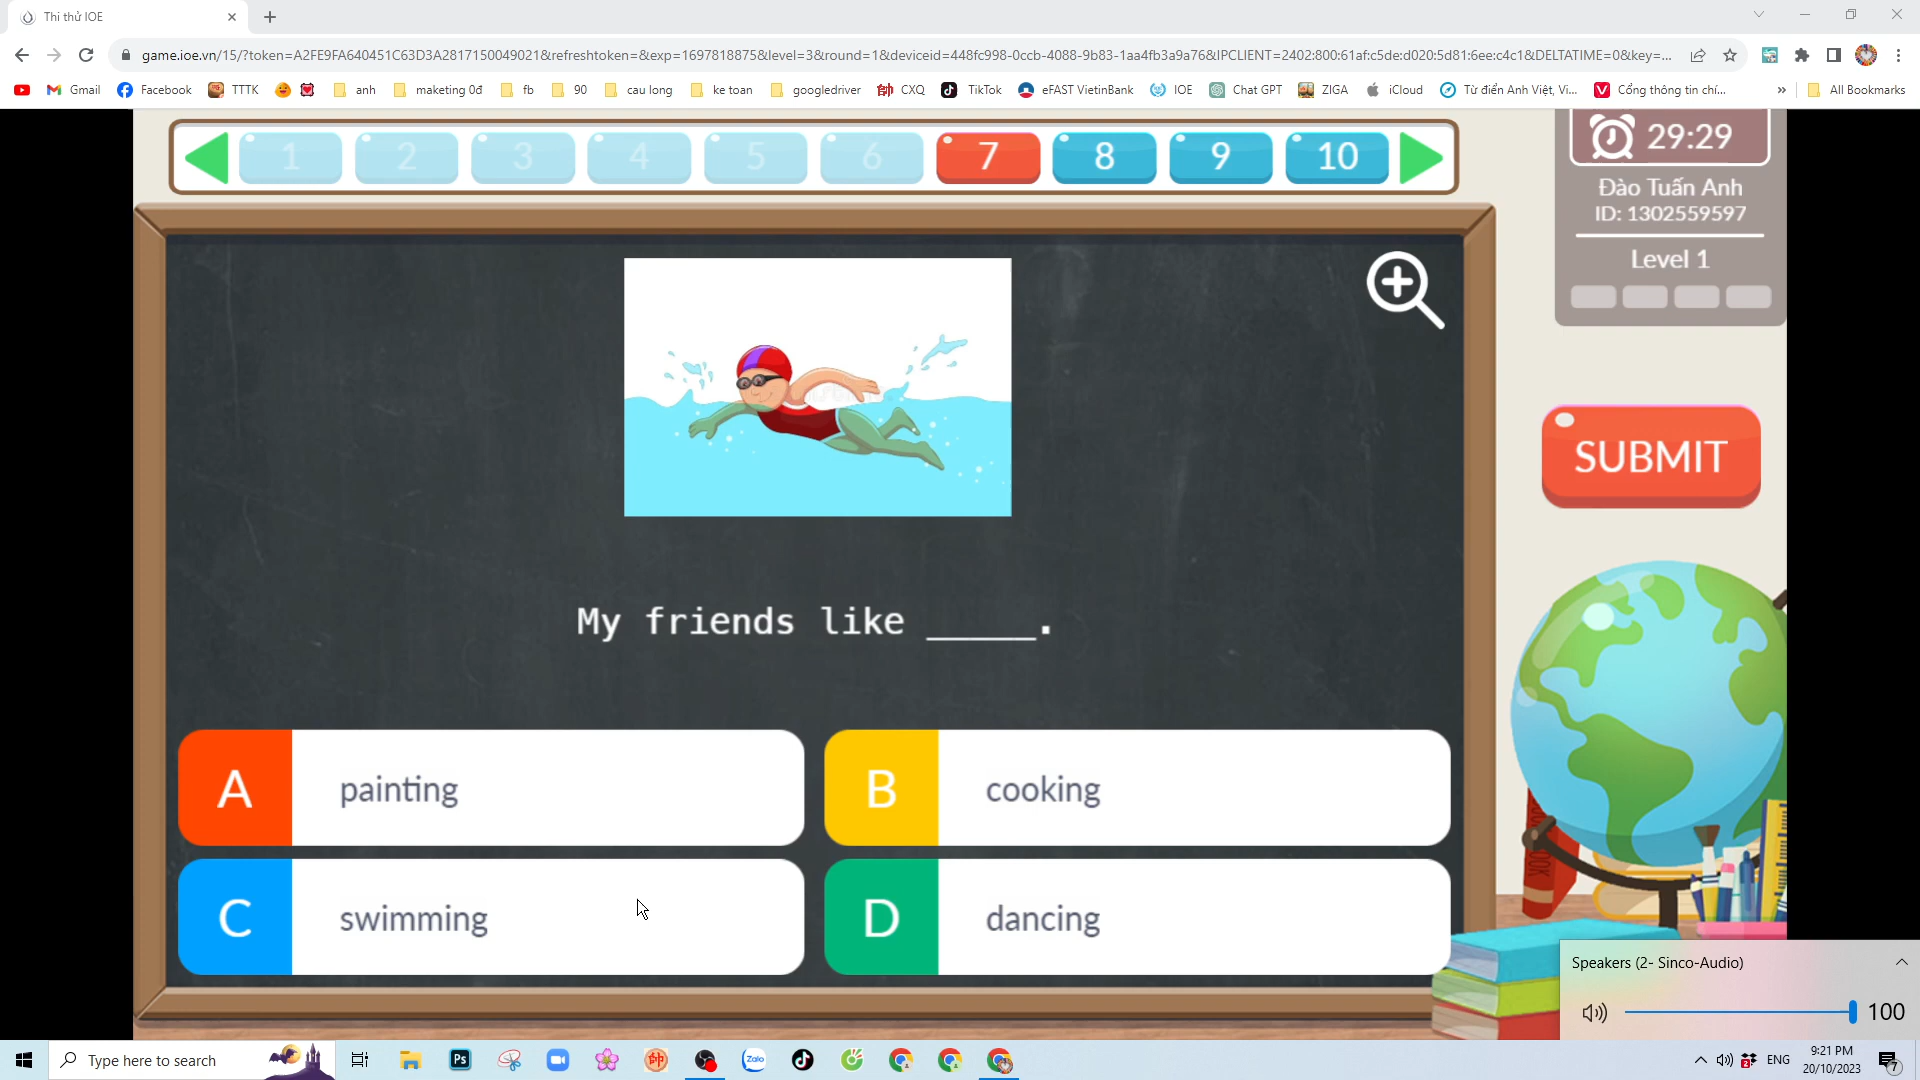 Thi thử IOE
game.ioe.vn/15/?token=A2FE9FA640451C63D3A2817150049021&refreshtoken=&exp=1697818875&level=3&round=1&deviceid=448fc998-0ccb-4088-9b83-1aa4fb3a9a76&IPCLIENT=2402:800:61af:c5de:d020:5d81:6ee:c4c1&DELTATIME=0&key=...
Gmail Facebook TTTK anh maketing 0đ fb 90 cau long ke toan googledriver CXQ TikTok eFAST VietinBank IOE Chat GPT ZIGA iCloud Từ điển Anh Việt, Vi... Cổng thông tin chí... » All Bookmarks
1 2 3 4 5 6 7 8 9 10
29:29
Đào Tuấn Anh
ID: 1302559597
Level 1
SUBMIT
My friends like _____.
A painting
B cooking
C swimming
D dancing
Speakers (2- Sinco-Audio)
100
Type here to search
Ps
Zalo
ENG
9:21 PM
20/10/2023
2
7